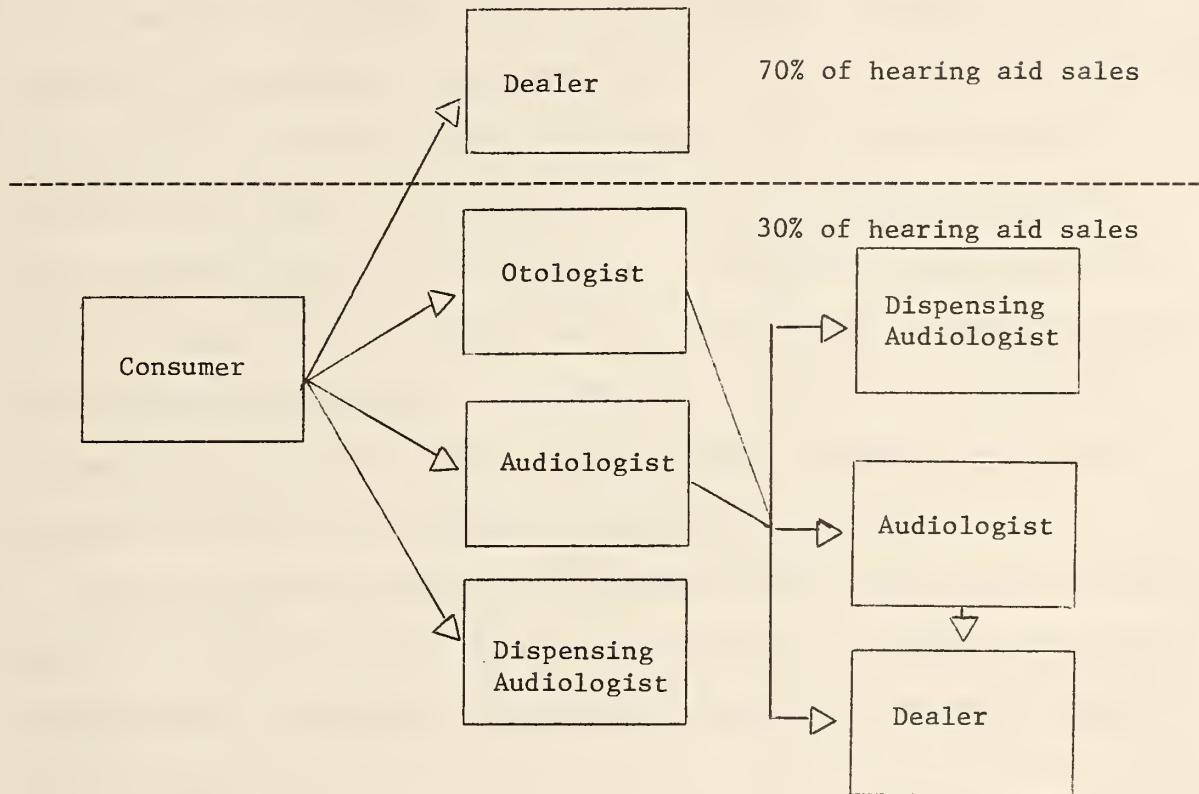 Dealer
70% of hearing aid sales
30% of hearing aid sales
Otologist
Dispensing
Audiologist
Consumer
Audiologist
Audiologist
Dispensing
Audiologist
Dealer